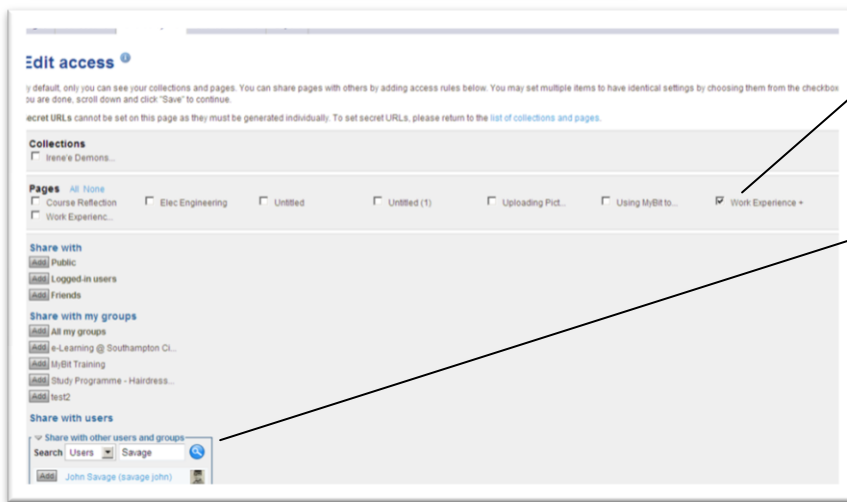 Edit access
y default, only you can see your collections and pages. You can share pages with others by adding access rules below. You may set multiple items to have identical settings by choosing them from the checkbox
ou are done, scroll down and click "Save" to continue.
ecret URLs cannot be set on this page as they must be generated individually. To set secret URLs, please return to the list of collections and pages.
Collections
Irene'e Demons...
Pages All None
Course Reflection Elec Engineering Untitled Untitled (1) Uploading Pict... Using MyBit to... Work Experience +
Work Experienc...
Share with
Add Public
Add Logged-in users
Add Friends
Share with my groups
Add All my groups
Add e-Learning @ Southampton Ci...
Add MyBit Training
Add Study Programme - Hairdress...
Add test2
Share with users
Share with other users and groups
Search Users Savage
Add John Savage (savage.john)